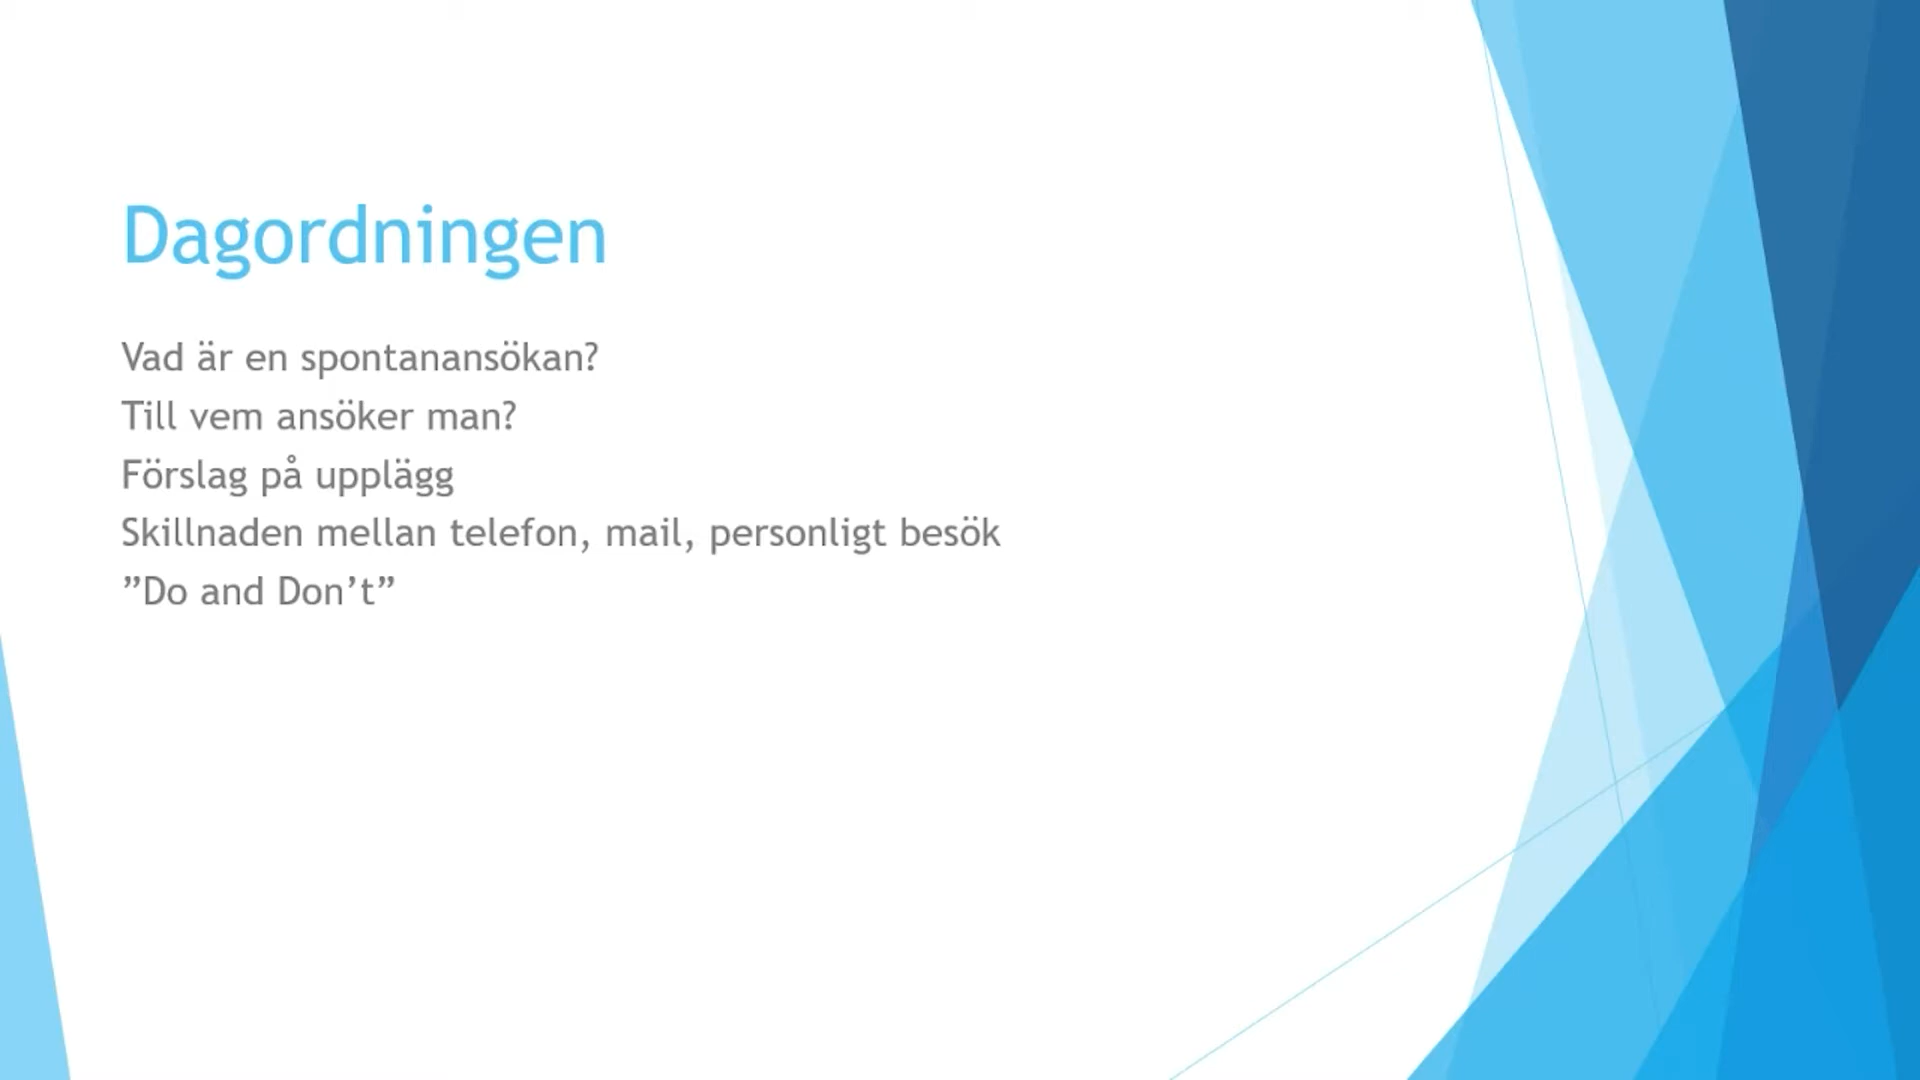 Dagordningen
Vad är en spontanansökan?
Till vem ansöker man?
Förslag på upplägg
Skillnaden mellan telefon, mail, personligt besök
”Do and Don’t”